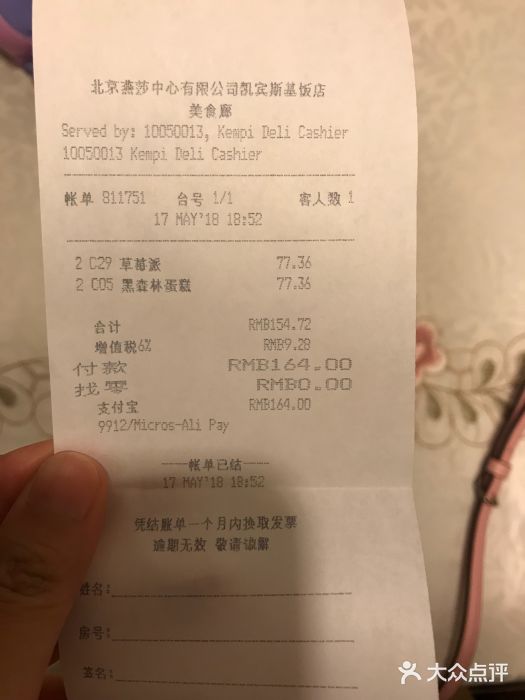 北京燕莎中心有限公司凯宾斯基饭店
美食廊
Served by: 10050013, Kempi Deli Cashier
10050013 Kempi Deli Cashier
帐单 811751 台号 1/1 客人数 1
17 MAY'18 18:52
2 C29 草莓派 77.36
2 C05 黑森林蛋糕 77.36
合计 RMB154.72
增值税6% RMB9.28
付款 RMB164.00
找零 RMB0.00
支付宝 RMB164.00
9912/Micros-Ali Pay
-----帐单已结-----
17 MAY'18 18:52
凭结账单一个月内换取发票
逾期无效 敬请谅解
姓名:
房号:
签名:
大众点评